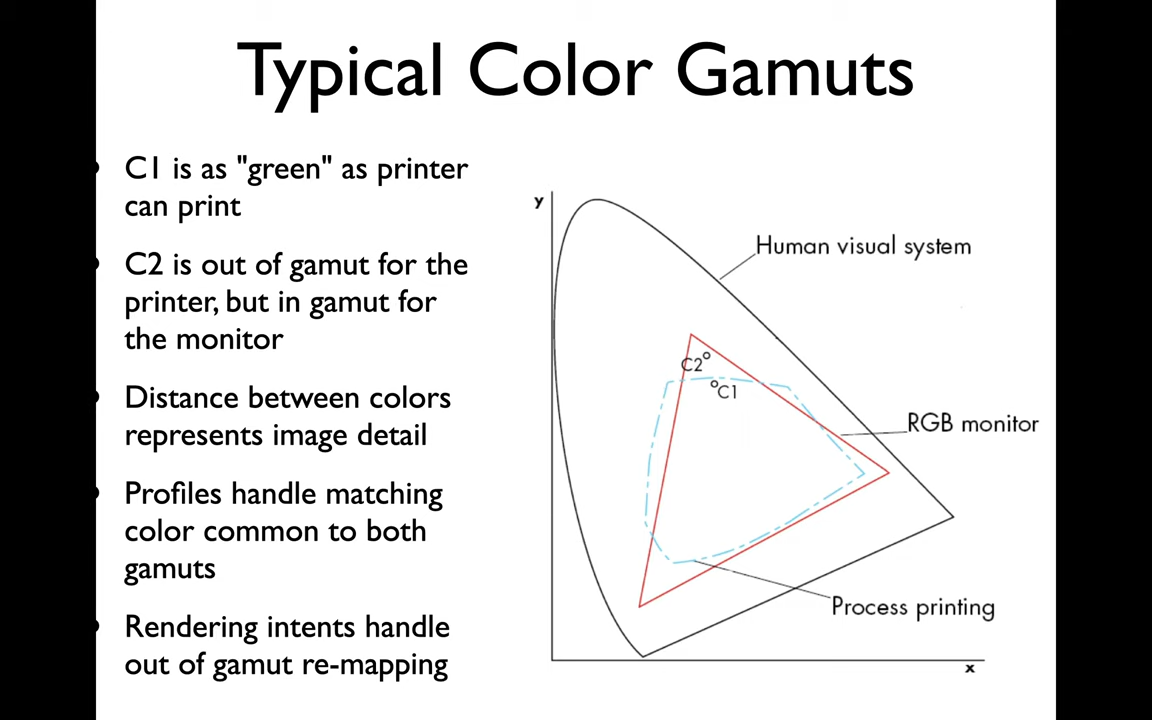 Typical Color Gamuts
C1 is as "green" as printer
can print
C2 is out of gamut for the
printer, but in gamut for
the monitor
Distance between colors
represents image detail
Profiles handle matching
color common to both
gamuts
Rendering intents handle
out of gamut re-mapping
y
Human visual system
C2
C1
RGB monitor
Process printing
x